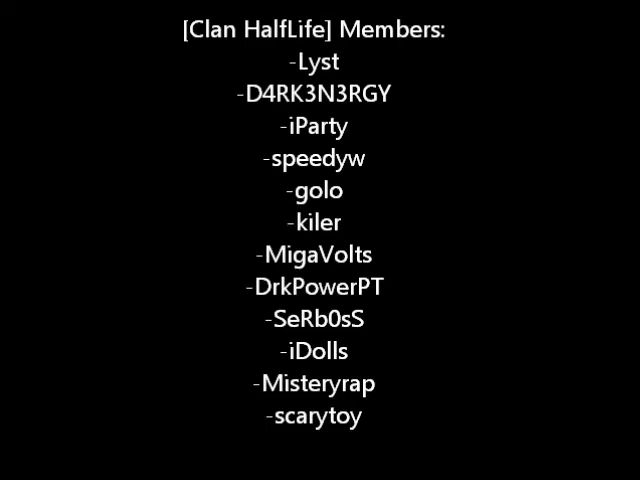 [Clan HalfLife] Members:
-Lyst
-D4RK3N3RGY
-iParty
-speedyw
-golo
-kiler
-MigaVolts
-DrkPowerPT
-SeRb0sS
-iDolls
-Misteryrap
-scarytoy